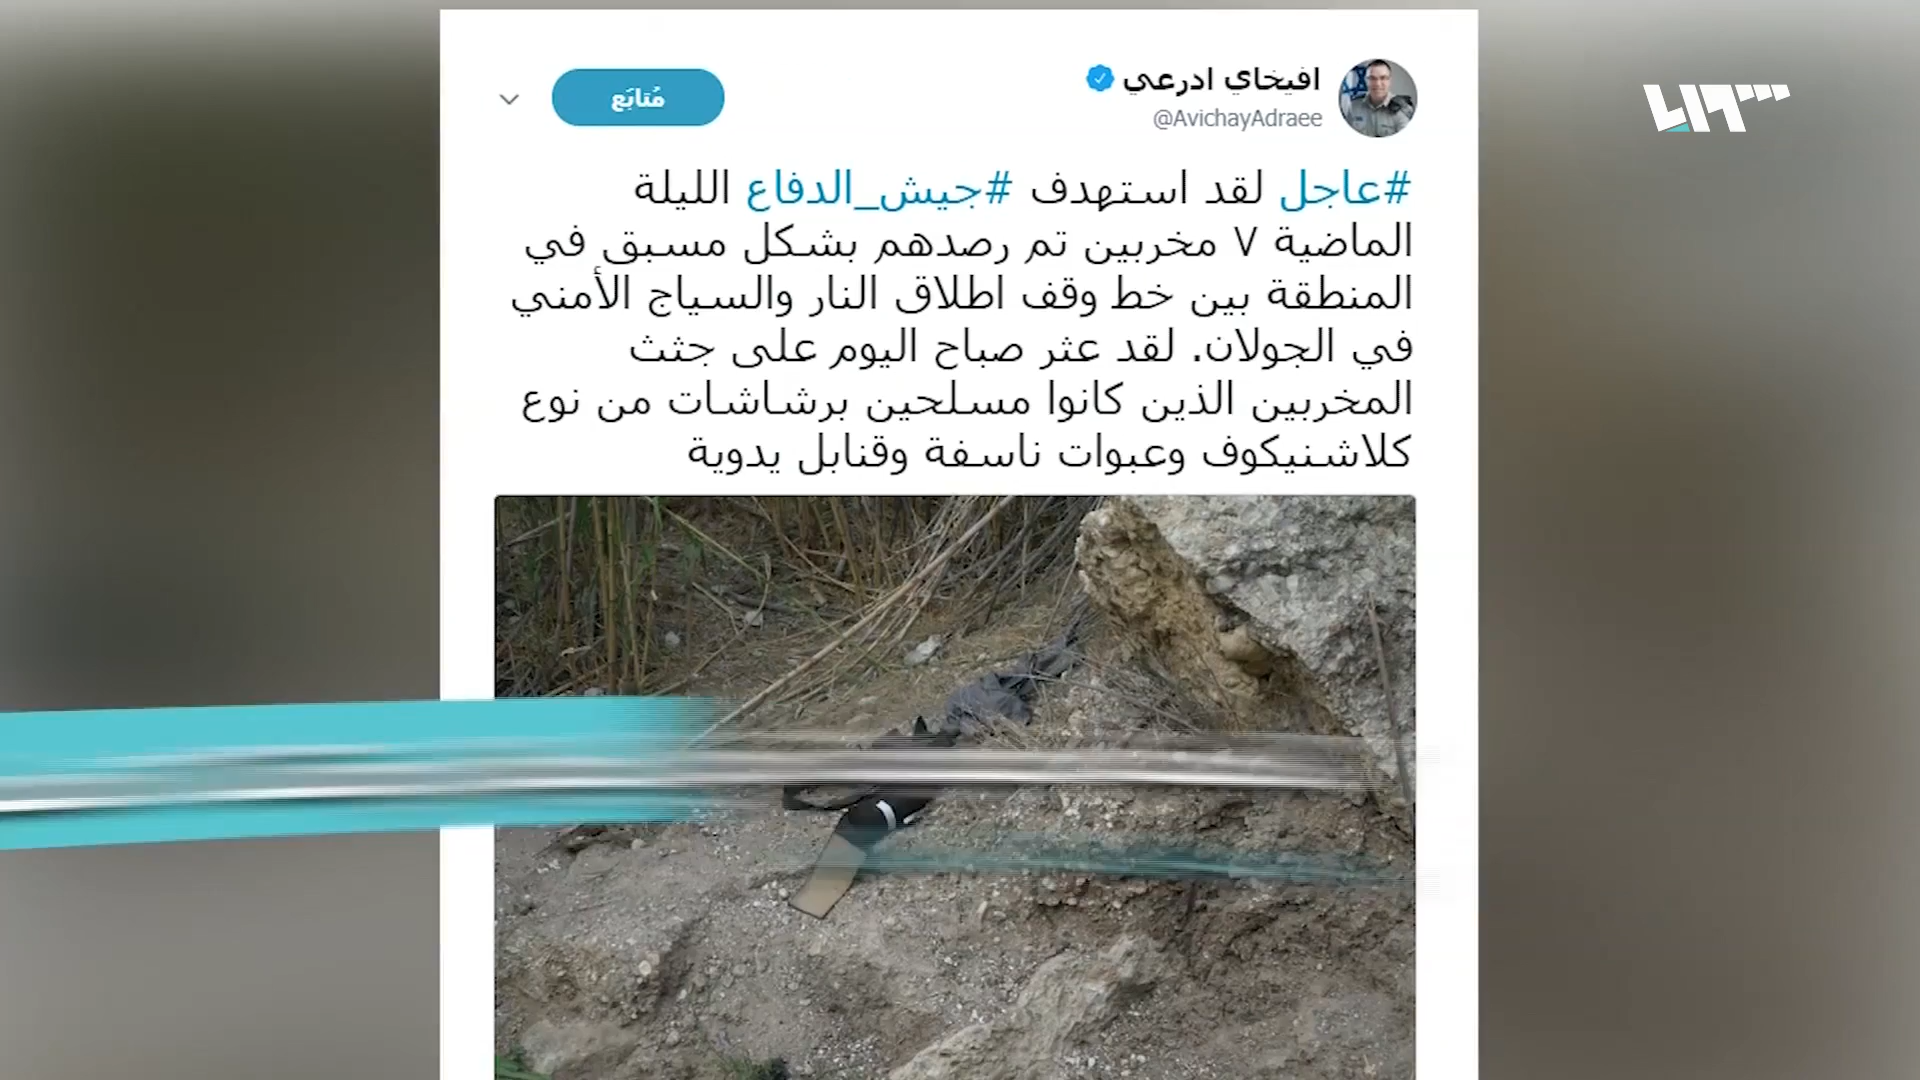 افيخاي ادرعي
@AvichayAdraee
مُتابَع
#عاجل لقد استهدف #جيش_الدفاع الليلة
الماضية ٧ مخربين تم رصدهم بشكل مسبق في
المنطقة بين خط وقف اطلاق النار والسياج الأمني
في الجولان. لقد عثر صباح اليوم على جثث
المخربين الذين كانوا مسلحين برشاشات من نوع
كلاشنيكوف وعبوات ناسفة وقنابل يدوية